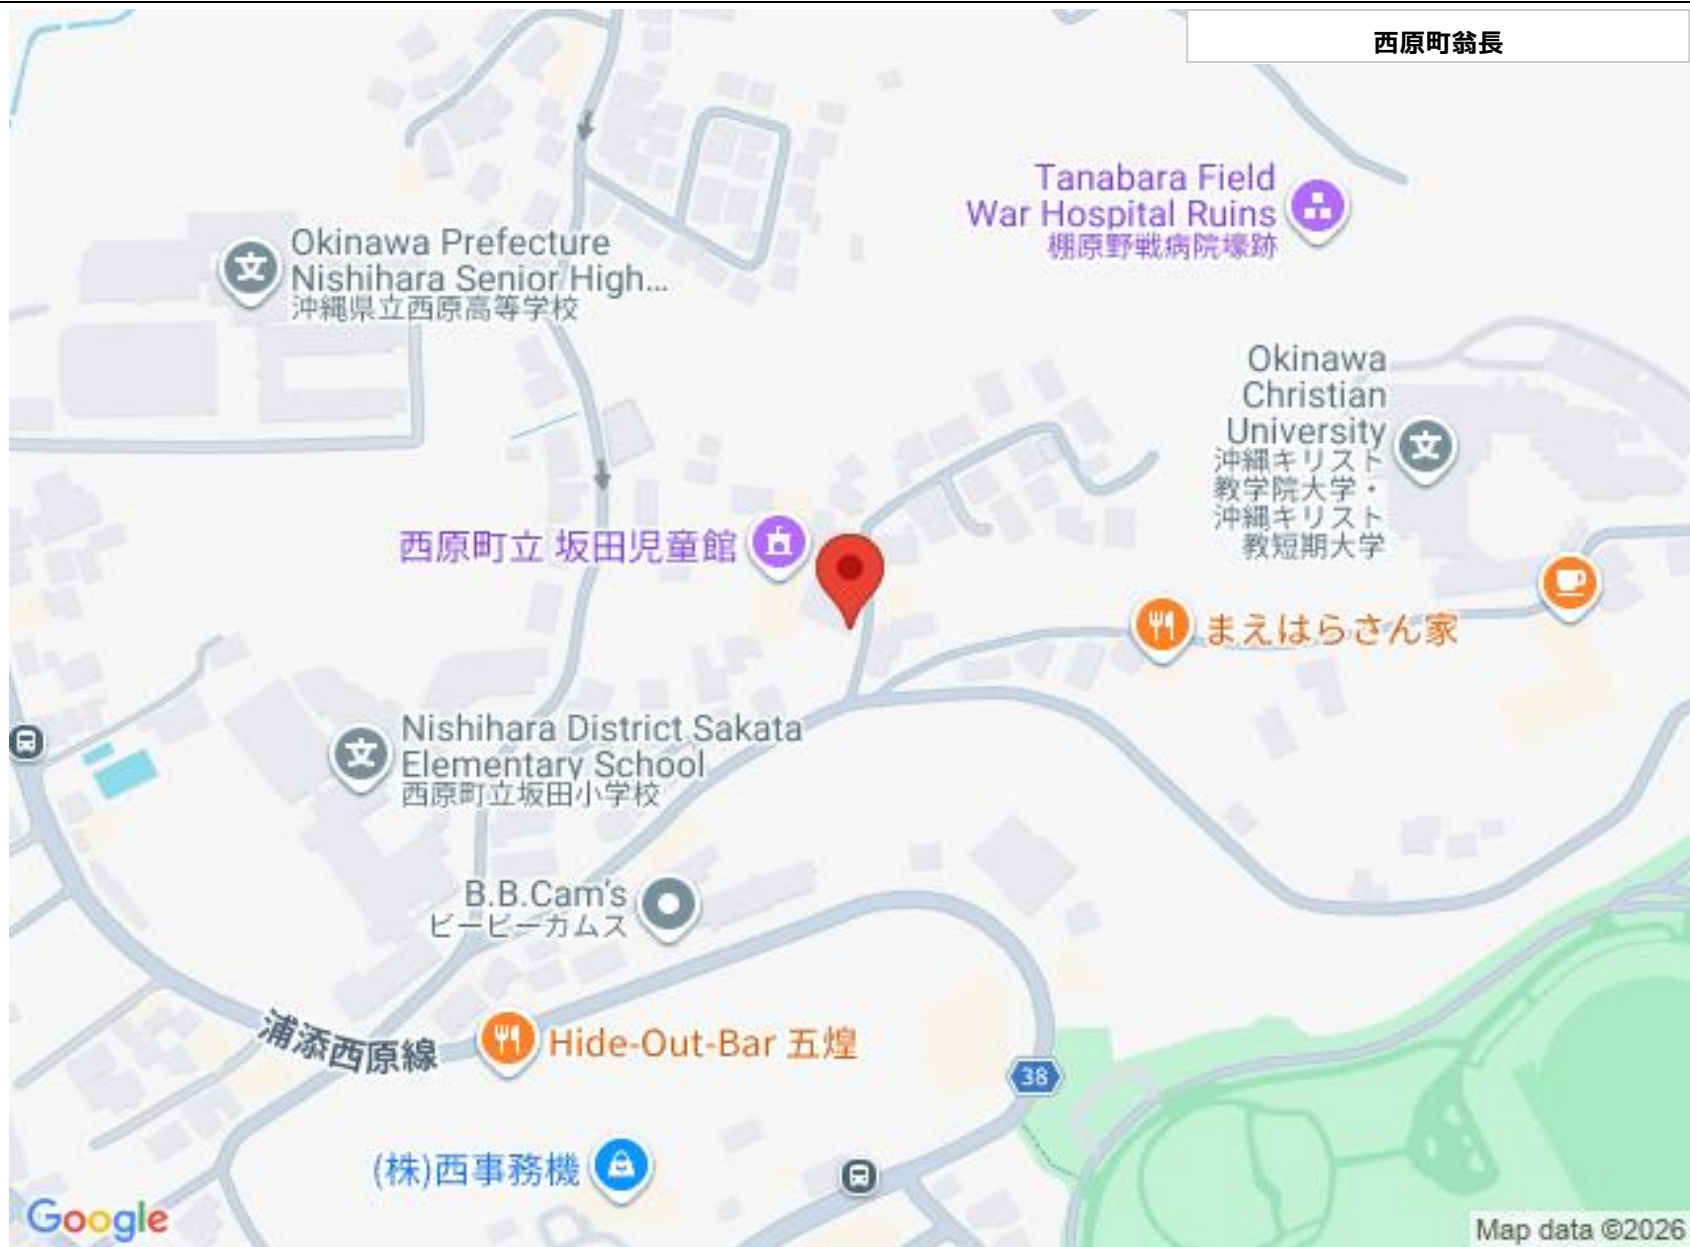 西原町翁長
Tanabara Field
War Hospital Ruins
棚原野戦病院壕跡
Okinawa Prefecture
Nishihara Senior High...
沖縄県立西原高等学校
Okinawa
Christian
University
沖縄キリスト
教学院大学・
沖縄キリスト
教短期大学
西原町立 坂田児童館
まえはらさん家
Nishihara District Sakata
Elementary School
西原町立坂田小学校
B.B.Cam's
ビービーカムス
浦添西原線
Hide-Out-Bar 五煌
38
(株)西事務機
Google
Map data ©2026